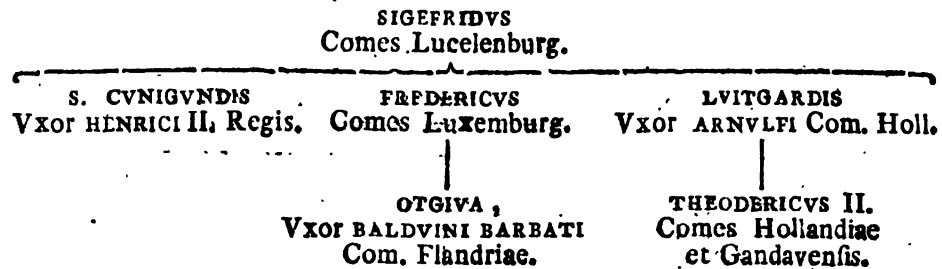 SIGEFRIDVS
Comes Lucelenburg.
S. CVNIGVNDIS
Vxor HENRICI II. Regis.
FREDERICVS
Comes Luxemburg.
LVITGARDIS
Vxor ARNVLFI Com. Holl.
OTGIVA,
Vxor BALDVINI BARBATI
Com. Flandriae.
THEODERICVS II.
Comes Hollandiae
et Gandavenſis.